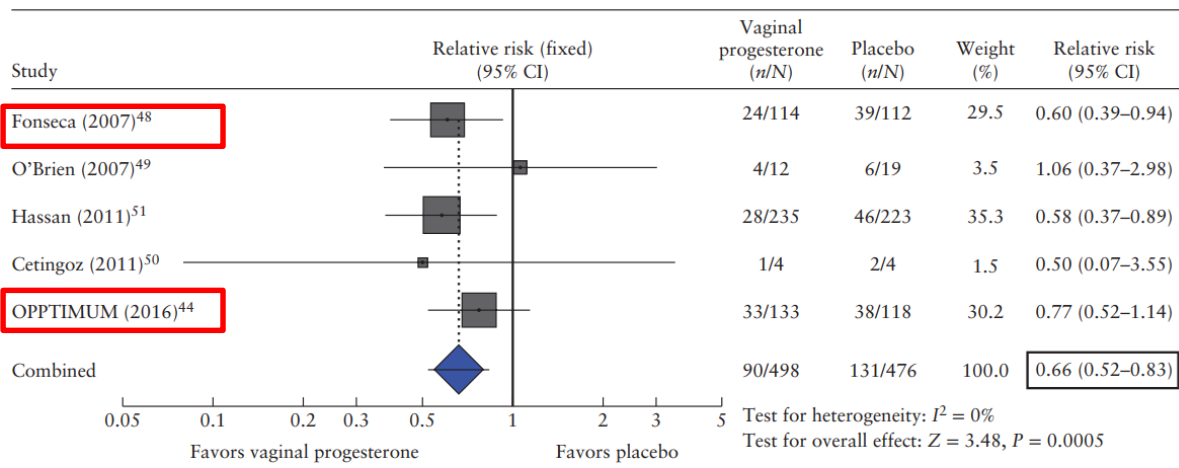 Study Relative risk (fixed) (95% CI) Vaginal progesterone (n/N) Placebo (n/N) Weight (%) Relative risk (95% CI)
Fonseca (2007)48 24/114 39/112 29.5 0.60 (0.39–0.94)
O’Brien (2007)49 4/12 6/19 3.5 1.06 (0.37–2.98)
Hassan (2011)51 28/235 46/223 35.3 0.58 (0.37–0.89)
Cetingoz (2011)50 1/4 2/4 1.5 0.50 (0.07–3.55)
OPPTIMUM (2016)44 33/133 38/118 30.2 0.77 (0.52–1.14)
Combined 90/498 131/476 100.0 0.66 (0.52–0.83)
0.05 0.1 0.2 0.3 0.5 1 2 3 5
Favors vaginal progesterone Favors placebo
Test for heterogeneity: I2 = 0%
Test for overall effect: Z = 3.48, P = 0.0005